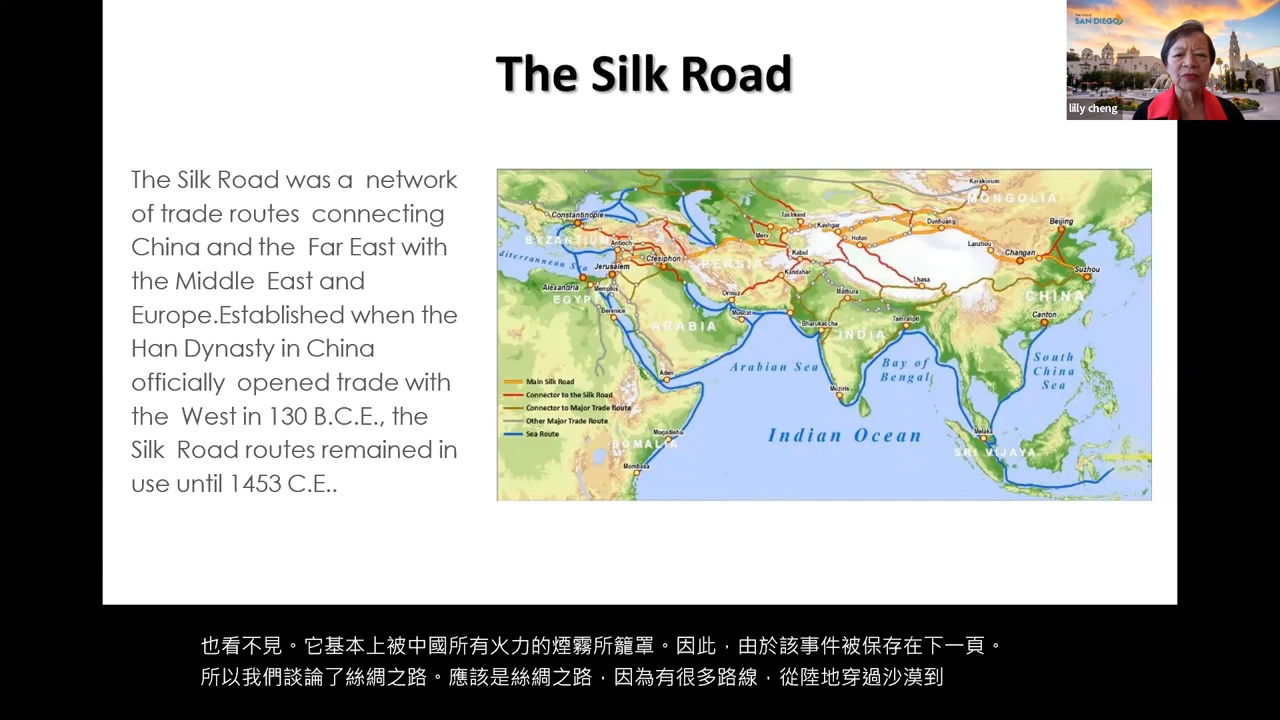 The Silk Road
The City of
SAN DIEGO
lilly cheng
The Silk Road was a network
of trade routes connecting
China and the Far East with
the Middle East and
Europe.Established when the
Han Dynasty in China
officially opened trade with
the West in 130 B.C.E., the
Silk Road routes remained in
use until 1453 C.E..
Karakorum
MONGOLIA
Constantinople
Tashkent
Kashgar
Dunhuang
Beijing
BYZANTIUM
Antioch
Merv
Hotan
Lanzhou
Changan
diterranean Sea
Jerusalem
Ctesiphon
PERSIA
Kabul
Kandahar
Lhasa
Suzhou
Alexandria
Memphis
EGYPT
Ormuz
Mathura
CHINA
Berenice
Muscat
ARABIA
Bharukaccha
INDIA
Tamralipti
Canton
Aden
Arabian Sea
Bay of
Bengal
South
China
Sea
Main Silk Road
Connector to the Silk Road
Connector to Major Trade Route
Other Major Trade Route
Sea Route
Muziris
Indian Ocean
Mogadishu
SOMALIA
Melaka
SRI VIJAYA
Mombasa
也看不見。它基本上被中國所有火力的煙霧所籠罩。因此，由於該事件被保存在下一頁。
所以我們談論了絲綢之路。應該是絲綢之路，因為有很多路線，從陸地穿過沙漠到